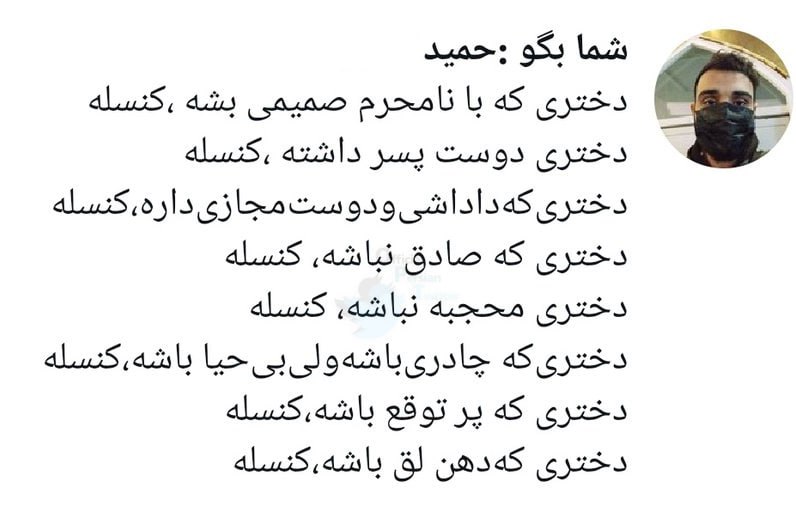 شما بگو :حمید
دختری که با نامحرم صمیمی بشه ،کنسله
دختری دوست پسر داشته ،کنسله
دختری‌که‌داداشی‌ودوست‌مجازی‌داره،کنسله
دختری که صادق نباشه، کنسله
دختری محجبه نباشه، کنسله
دختری‌که چادری‌باشه‌ولی‌بی‌حیا باشه،کنسله
دختری که پر توقع باشه،کنسله
دختری که‌دهن لق باشه،کنسله